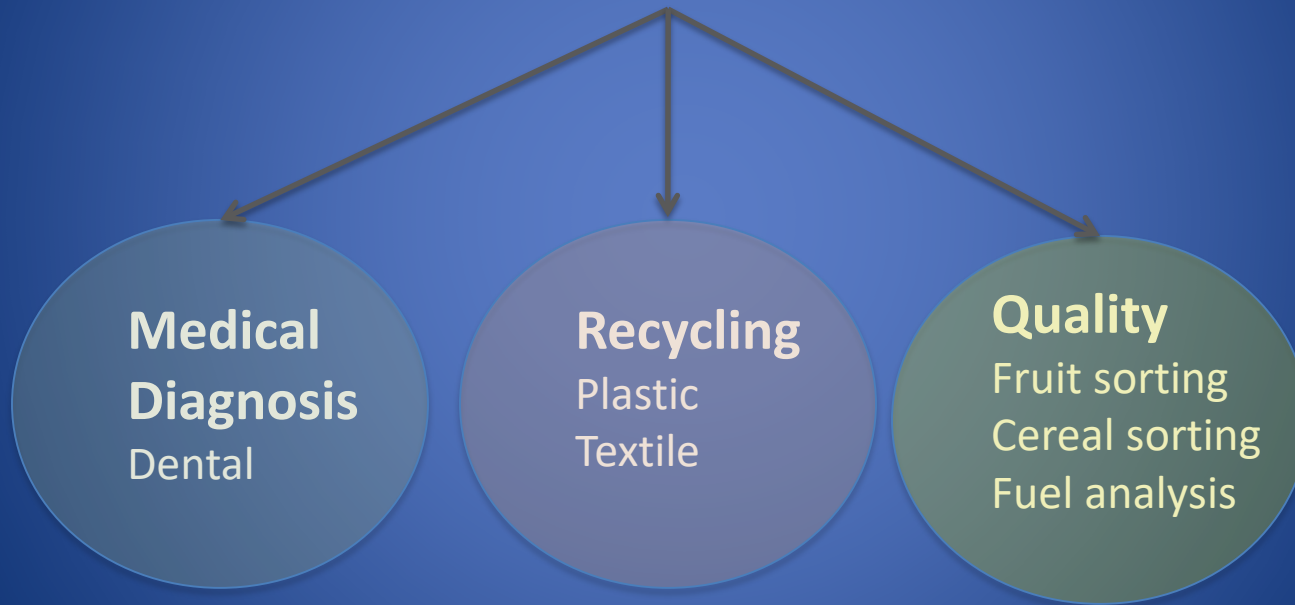 Medical
Diagnosis
Dental
Recycling
Plastic
Textile
Quality
Fruit sorting
Cereal sorting
Fuel analysis